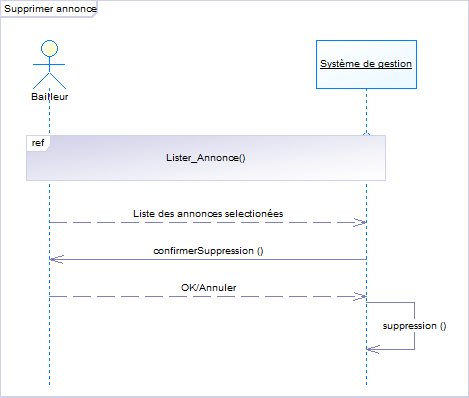 Supprimer annonce
Système de gestion
Bailleur
ref
Lister_Annonce()
Liste des annonces selectionées
confirmerSuppression ()
OK/Annuler
suppression ()